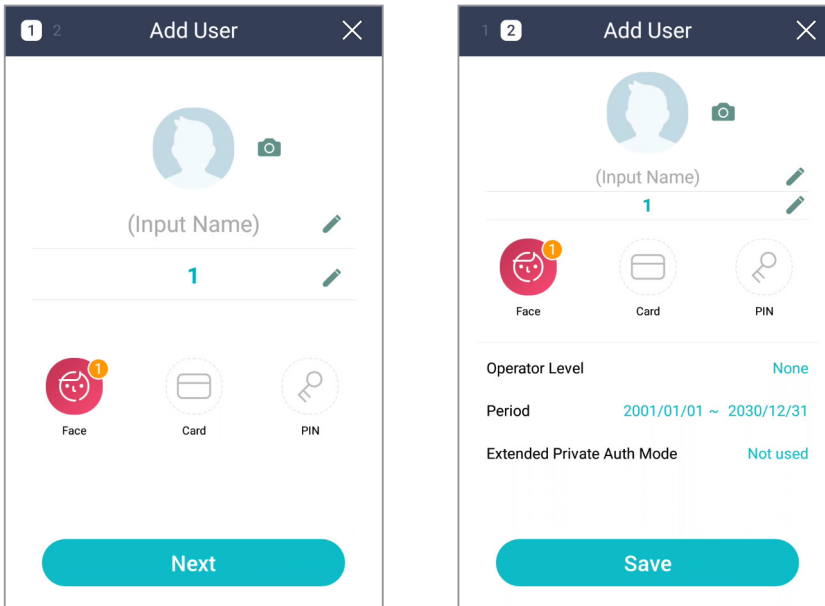 1 2 Add User
(Input Name)
1
1
Face Card PIN
Next
1 2 Add User
(Input Name)
1
1
Face Card PIN
Operator Level None
Period 2001/01/01 ~ 2030/12/31
Extended Private Auth Mode Not used
Save